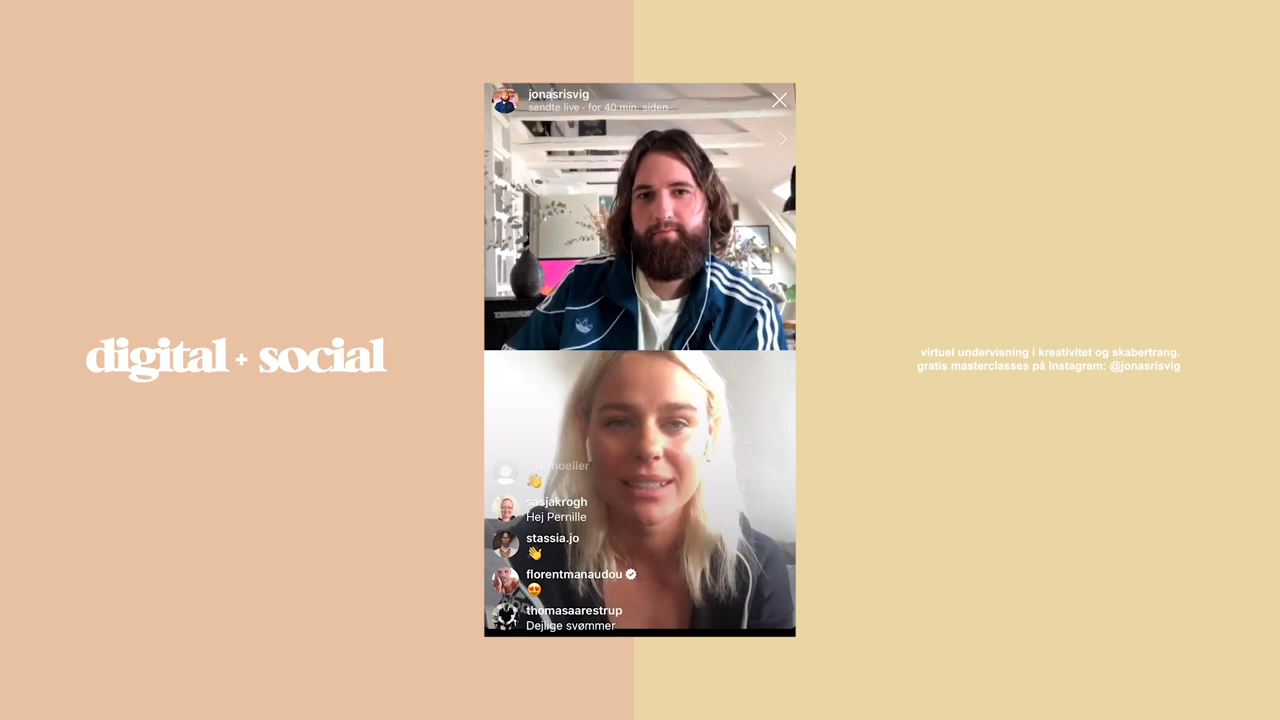 digital + social
jonasrisvig
sendte live · for 40 min. siden
moeller
👏
sasjakrogh
Hej Pernille
stassia.jo
👋
florentmanaudou
😍
thomasaarestrup
Dejlige svømmer
virtuel undervisning i kreativitet og skabertrang.
gratis masterclasses på Instagram: @jonasrisvig